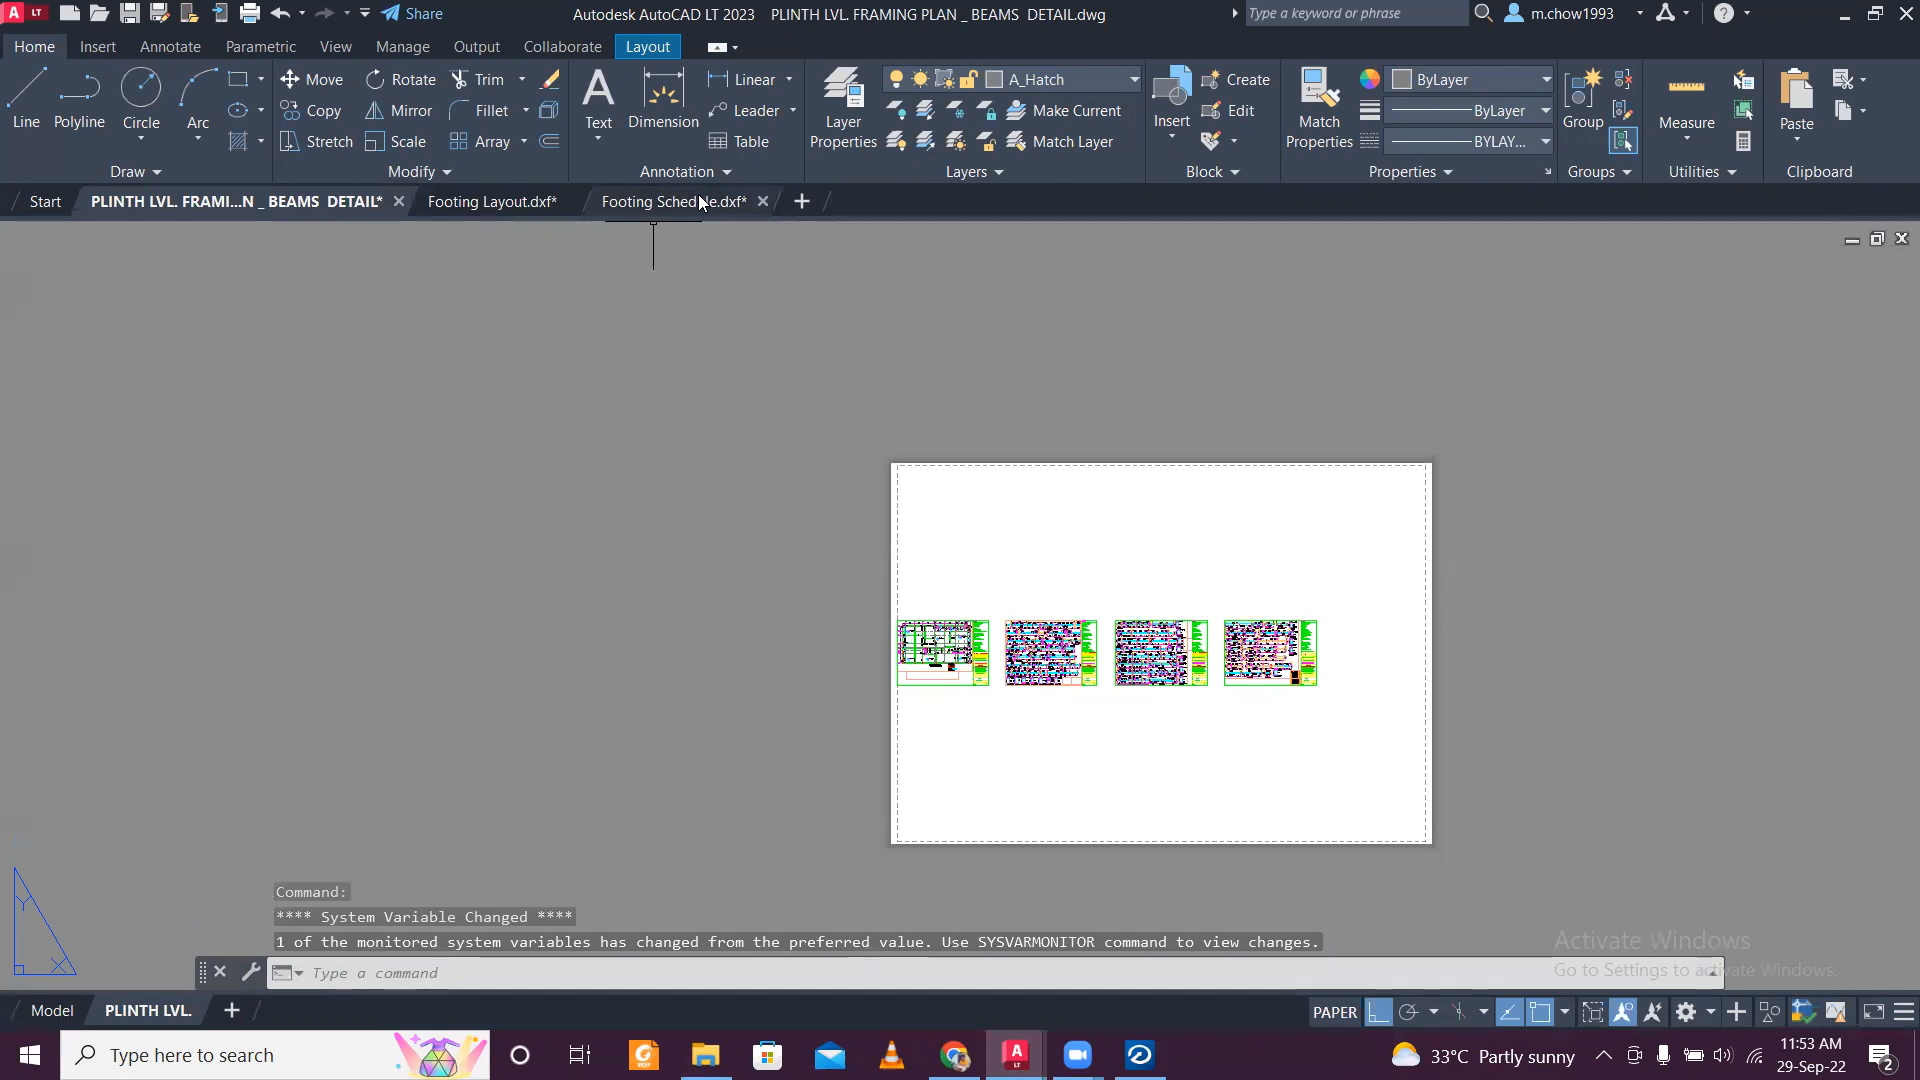 A LT
Share
Autodesk AutoCAD LT 2023 PLINTH LVL. FRAMING PLAN _ BEAMS DETAIL.dwg
Type a keyword or phrase
m.chow1993
Home Insert Annotate Parametric View Manage Output Collaborate Layout
Line Polyline Circle Arc
Move Rotate Trim
Copy Mirror Fillet
Stretch Scale Array
Text Dimension
Linear
Leader
Table
Layer Properties
A_Hatch
Make Current
Match Layer
Insert
Create
Edit
Match Properties
ByLayer
ByLayer
BYLAY...
Group
Measure
Paste
Draw Modify Annotation Layers Block Properties Groups Utilities Clipboard
Start PLINTH LVL. FRAMI...N _ BEAMS DETAIL* Footing Layout.dxf* Footing Sched le.dxf*
Y
X
Command:
**** System Variable Changed ****
1 of the monitored system variables has changed from the preferred value. Use SYSVARMONITOR command to view changes.
Type a command
Activate Windows
Go to Settings to activate Windows.
Model PLINTH LVL.
PAPER
Type here to search
33°C Partly sunny
11:53 AM
29-Sep-22
2